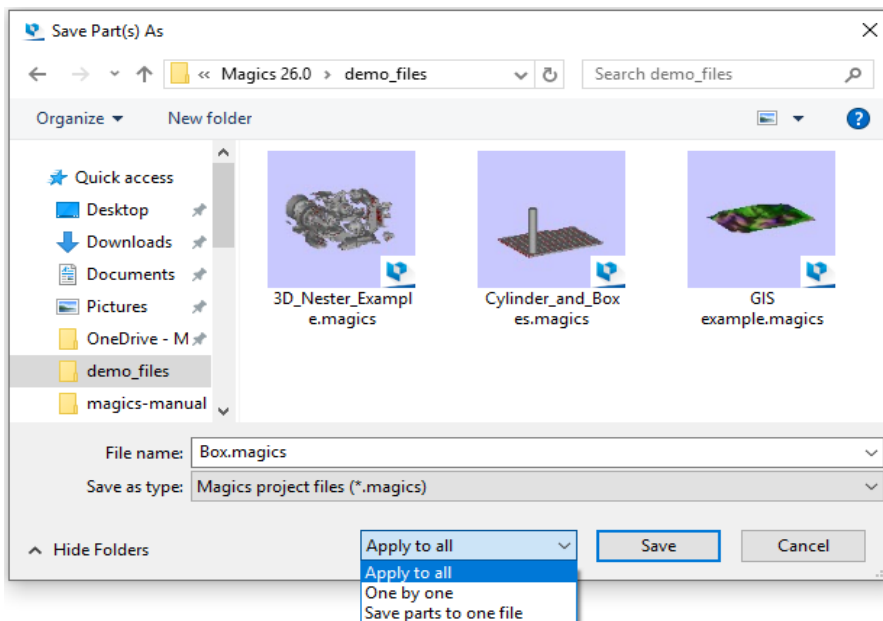 Save Part(s) As
« Magics 26.0 › demo_files
Search demo_files
Organize
New folder
Quick access
Desktop
Downloads
Documents
Pictures
OneDrive - M
demo_files
magics-manual
3D_Nester_Exampl
e.magics
Cylinder_and_Box
es.magics
GIS
example.magics
File name: Box.magics
Save as type: Magics project files (*.magics)
Hide Folders
Apply to all
Save
Cancel
Apply to all
One by one
Save parts to one file